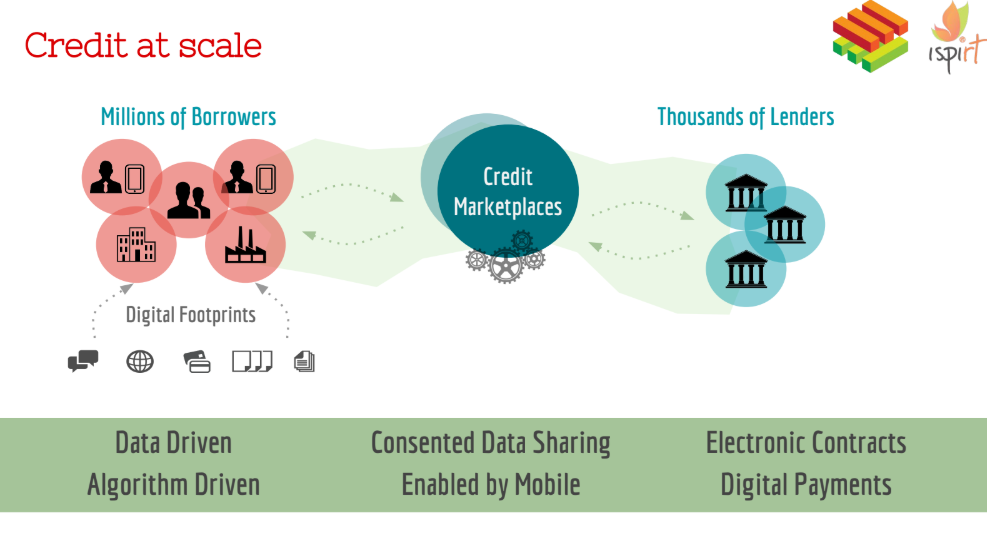 Credit at scale
ispirt
Millions of Borrowers
Thousands of Lenders
Credit
Marketplaces
Digital Footprints
Data Driven
Algorithm Driven
Consented Data Sharing
Enabled by Mobile
Electronic Contracts
Digital Payments